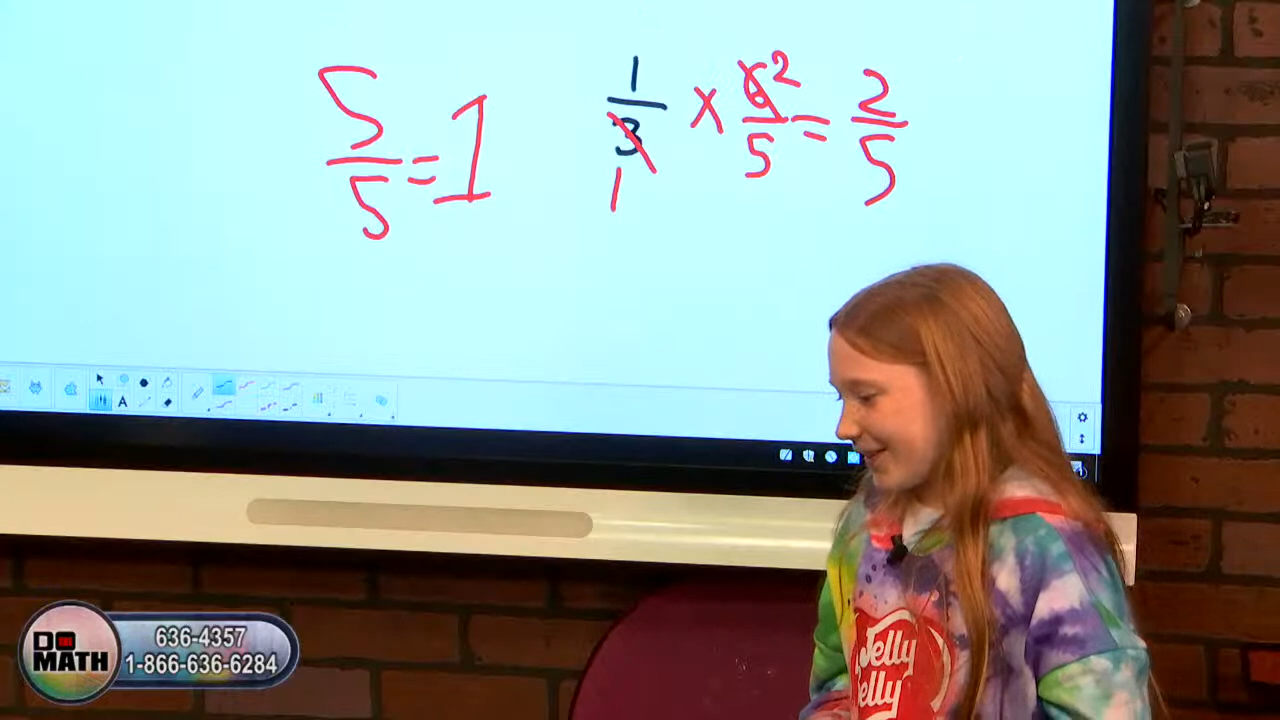 5/5 = 1
1/3 x 6/5 = 2/5
1 2
A
Jelly
Belly
DO THE MATH
636-4357
1-866-636-6284